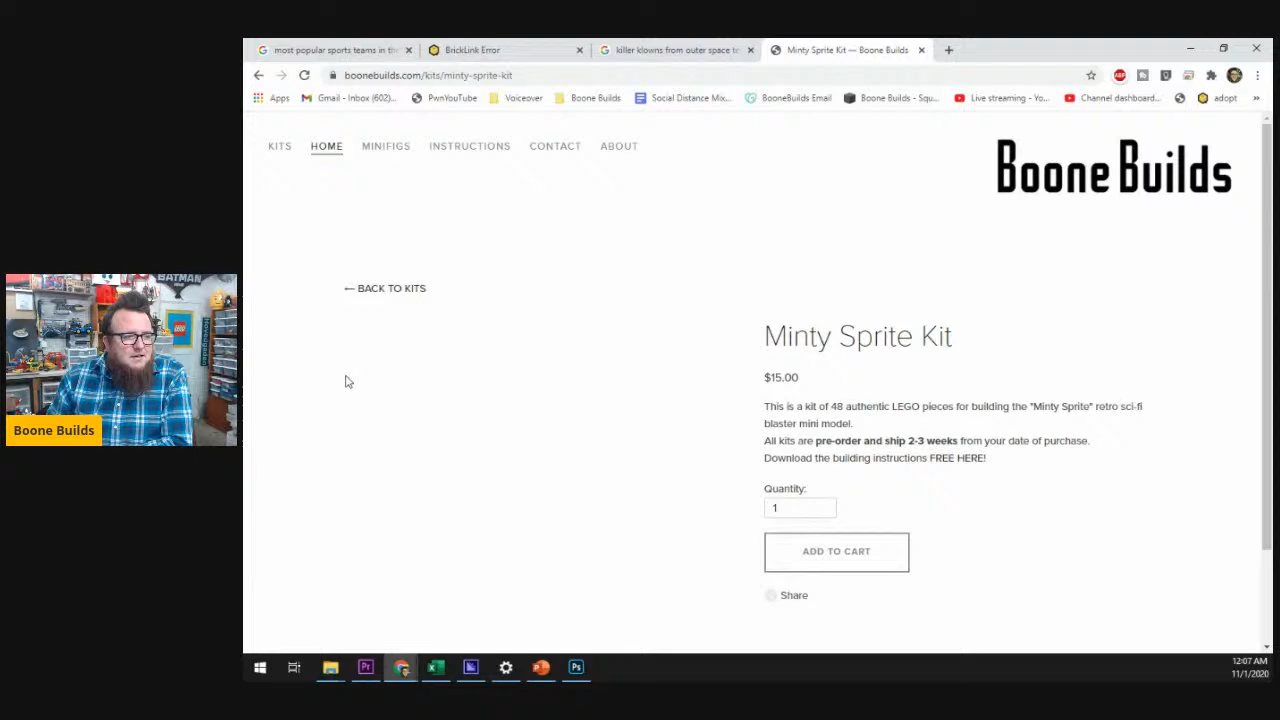 most popular sports teams in the
BrickLink Error
killer klowns from outer space te
Minty Sprite Kit — Boone Builds
boonebuilds.com/kits/minty-sprite-kit
ABP
Apps
Gmail - Inbox (602)...
PwnYouTube
Voiceover
Boone Builds
Social Distance Mix...
BooneBuilds Email
Boone Builds - Squ...
Live streaming - Yo...
Channel dashboard...
adopt
»
KITS HOME MINIFIGS INSTRUCTIONS CONTACT ABOUT
Boone Builds
← BACK TO KITS
Minty Sprite Kit
$15.00
This is a kit of 48 authentic LEGO pieces for building the "Minty Sprite" retro sci-fi
blaster mini model.
All kits are pre-order and ship 2-3 weeks from your date of purchase.
Download the building instructions FREE HERE!
Quantity:
1
ADD TO CART
Share
BATMAN
LEGO
Boone Builds
Pr
Ps
12:07 AM
11/1/2020